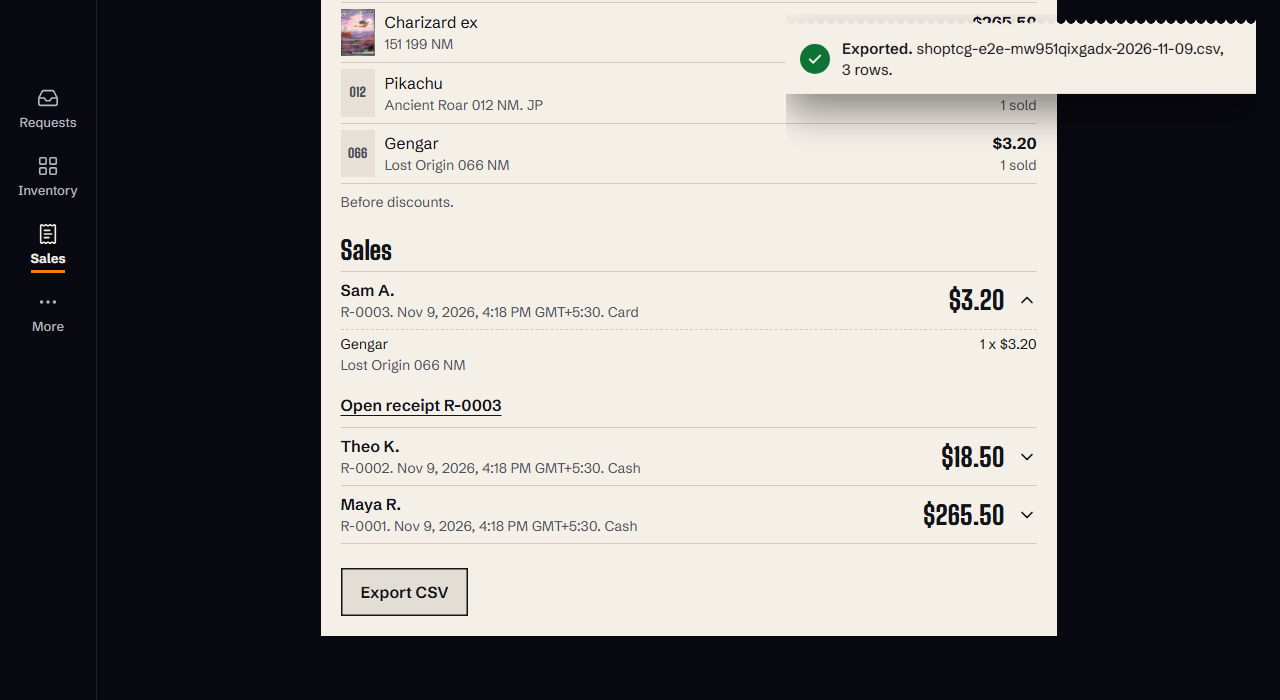 Requests
Inventory
Sales
More
Charizard ex
151 199 NM
$265.50
Exported. shoptcg-e2e-mw951qixgadx-2026-11-09.csv,
3 rows.
012
Pikachu
Ancient Roar 012 NM. JP
1 sold
066
Gengar
$3.20
Lost Origin 066 NM
1 sold
Before discounts.
Sales
Sam A.
$3.20
R-0003. Nov 9, 2026, 4:18 PM GMT+5:30. Card
Gengar
1 x $3.20
Lost Origin 066 NM
Open receipt R-0003
Theo K.
$18.50
R-0002. Nov 9, 2026, 4:18 PM GMT+5:30. Cash
Maya R.
$265.50
R-0001. Nov 9, 2026, 4:18 PM GMT+5:30. Cash
Export CSV